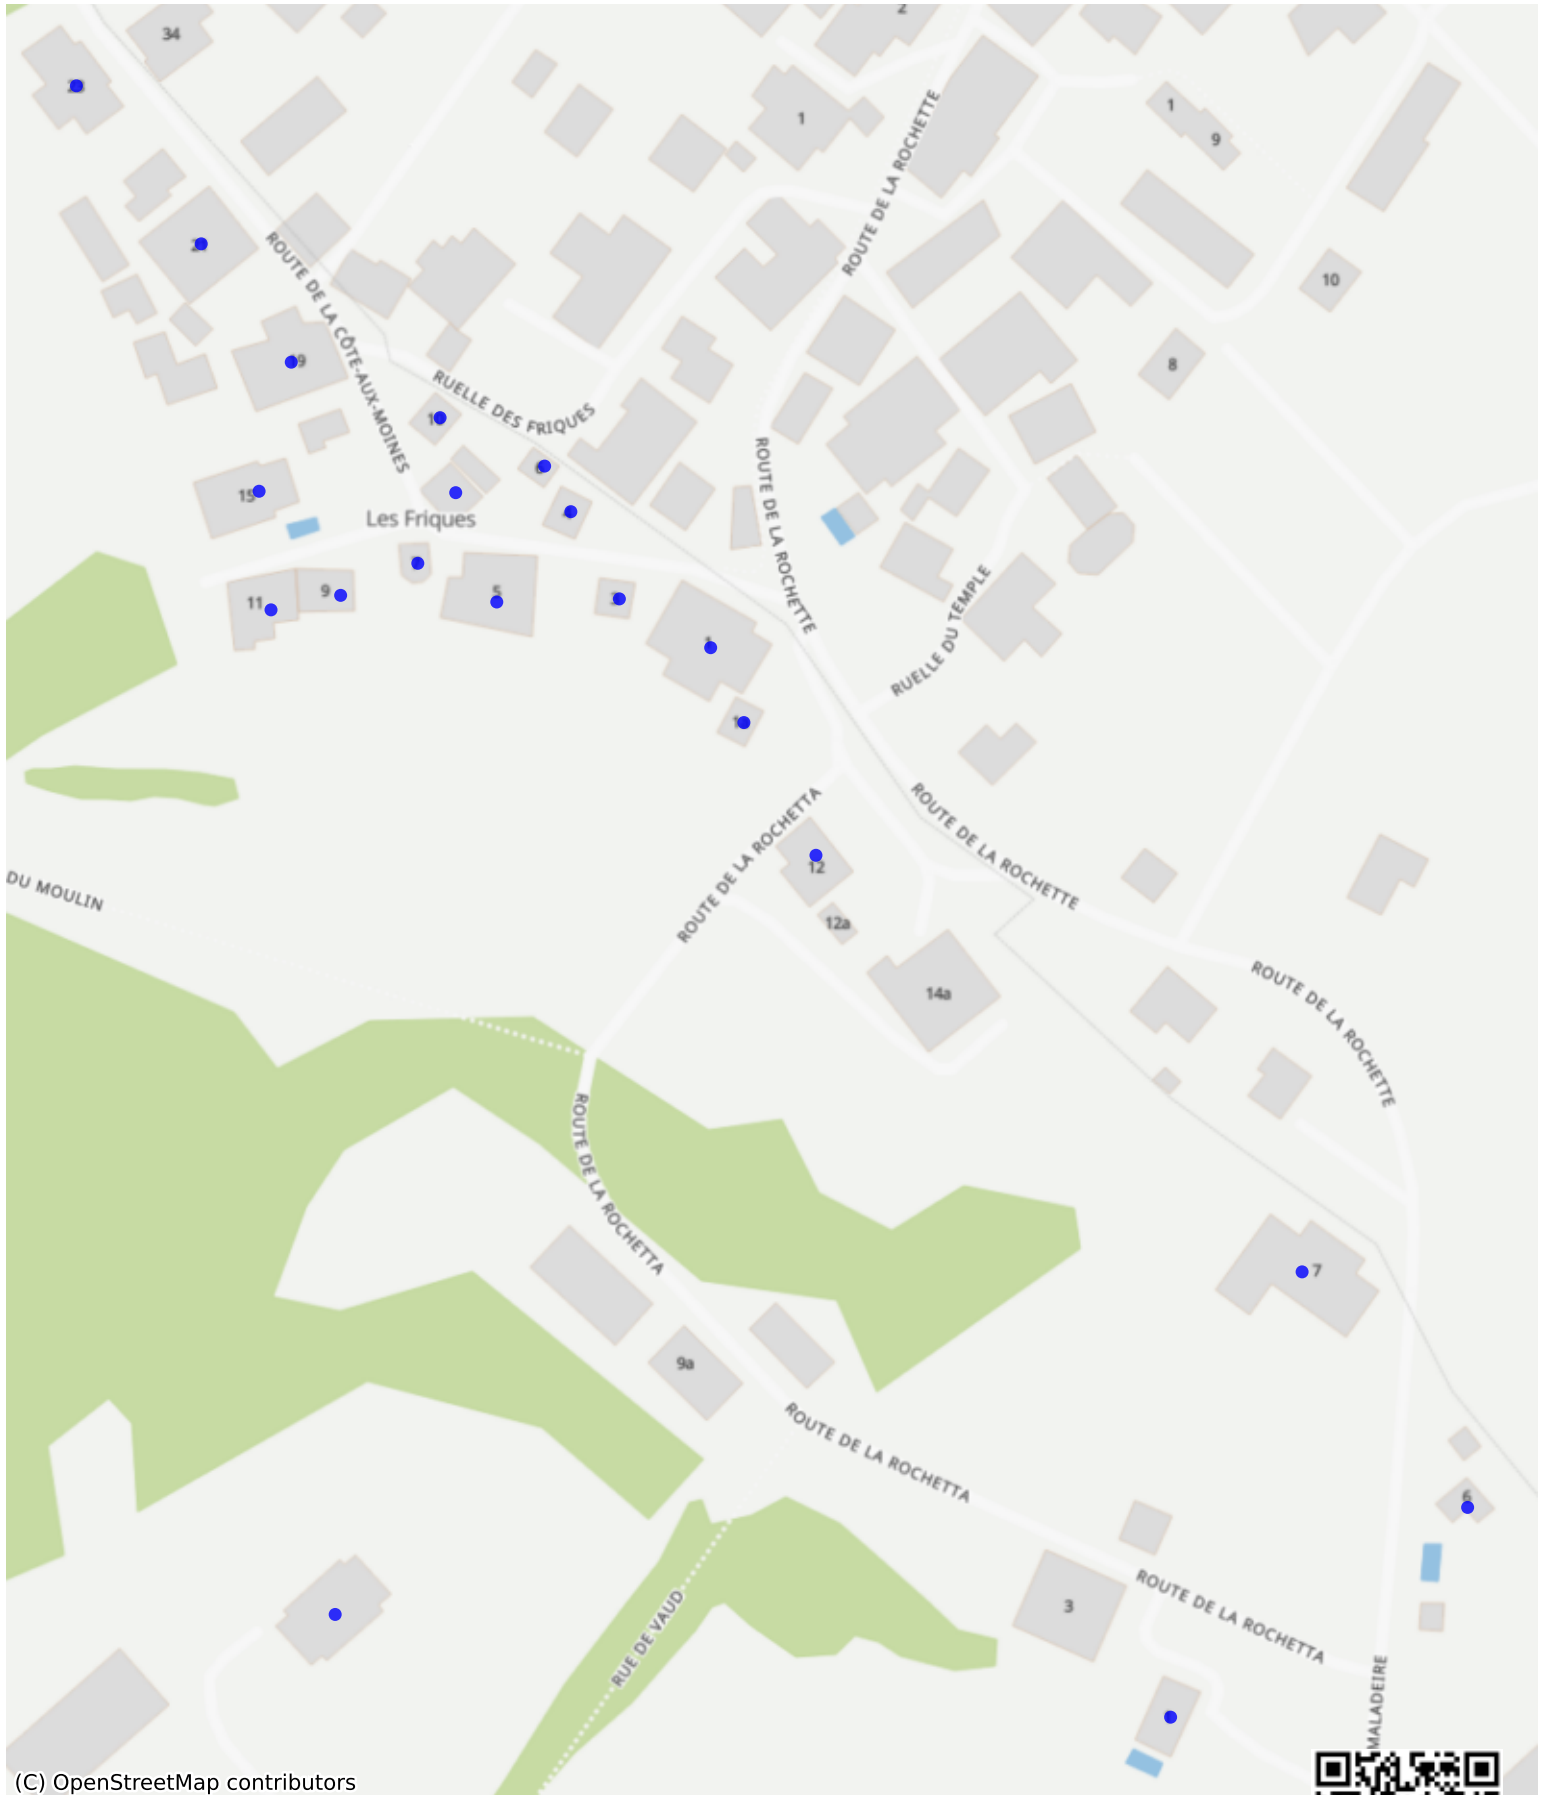 34
2
1
1
9
ROUTE DE LA ROCHETTE
ROUTE DE LA CÔTE-AUX-MOINES
10
8
RUELLE DES FRIQUES
ROUTE DE LA ROCHETTE
15
Les Friques
RUELLE DU TEMPLE
11
9
5
ROUTE DE LA ROCHETTE
ROUTE DE LA ROCHETTA
12
12a
DU MOULIN
14a
ROUTE DE LA ROCHETTE
ROUTE DE LA ROCHETTA
7
9a
ROUTE DE LA ROCHETTA
6
ROUTE DE LA ROCHETTA
3
RUE DE VAUD
MALADEIRE
(C) OpenStreetMap contributors